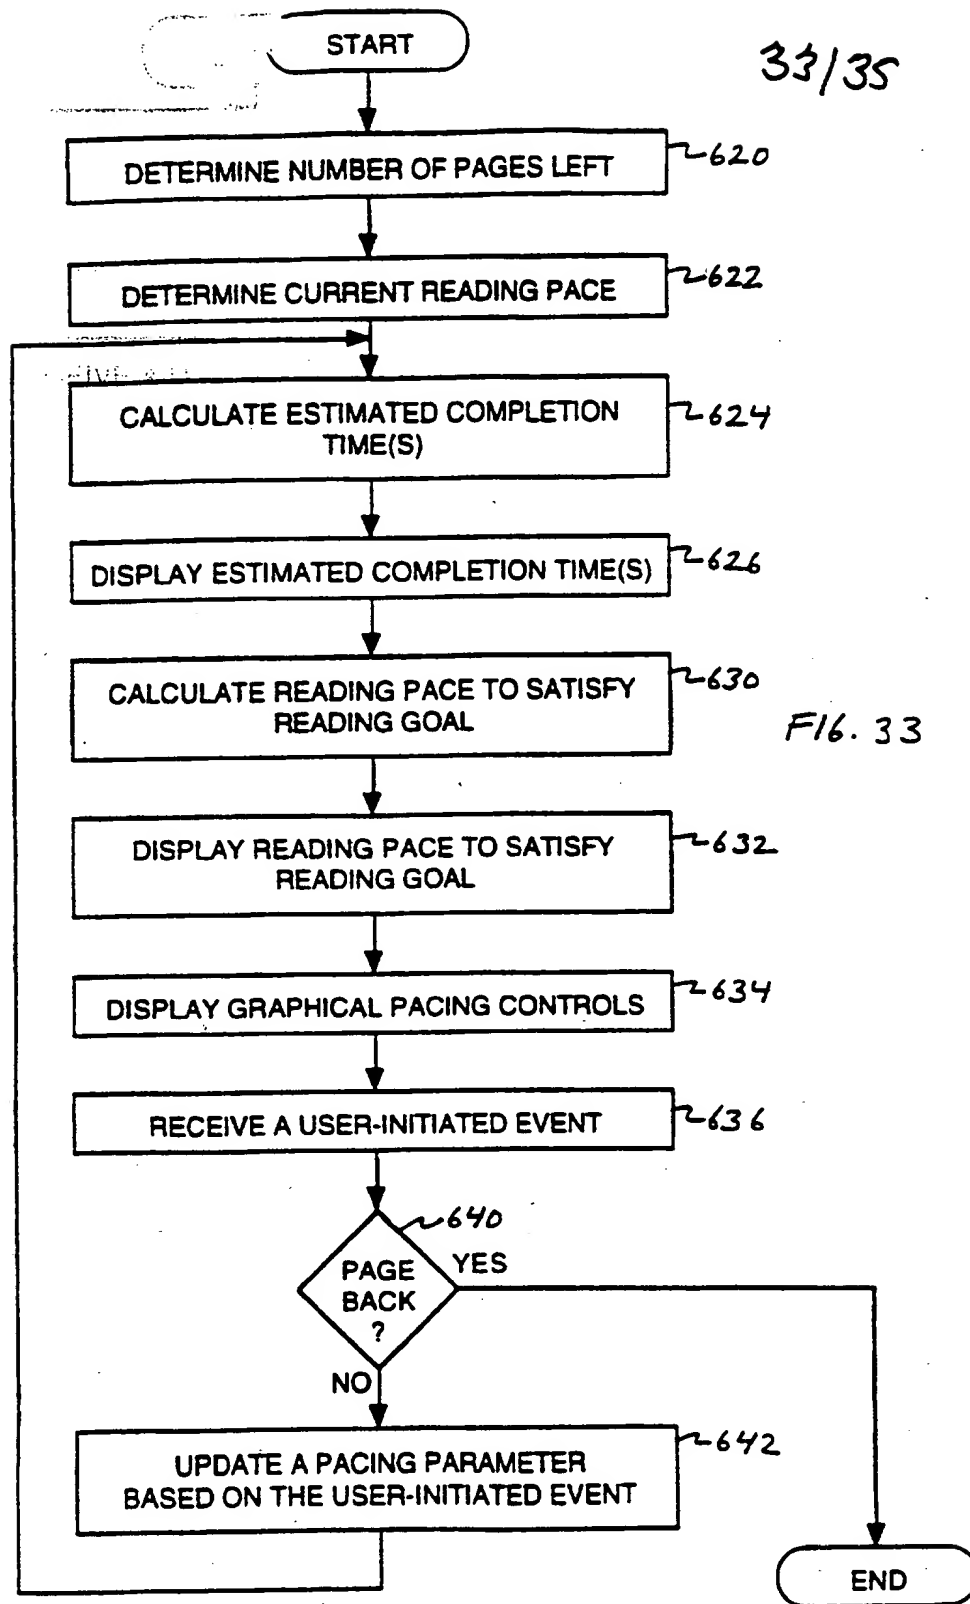 START
33/35
DETERMINE NUMBER OF PAGES LEFT
620
DETERMINE CURRENT READING PACE
622
CALCULATE ESTIMATED COMPLETION
TIME(S)
624
DISPLAY ESTIMATED COMPLETION TIME(S)
626
CALCULATE READING PACE TO SATISFY
READING GOAL
630
FIG. 33
DISPLAY READING PACE TO SATISFY
READING GOAL
632
DISPLAY GRAPHICAL PACING CONTROLS
634
RECEIVE A USER-INITIATED EVENT
636
640
PAGE
BACK
?
YES
NO
UPDATE A PACING PARAMETER
BASED ON THE USER-INITIATED EVENT
642
END